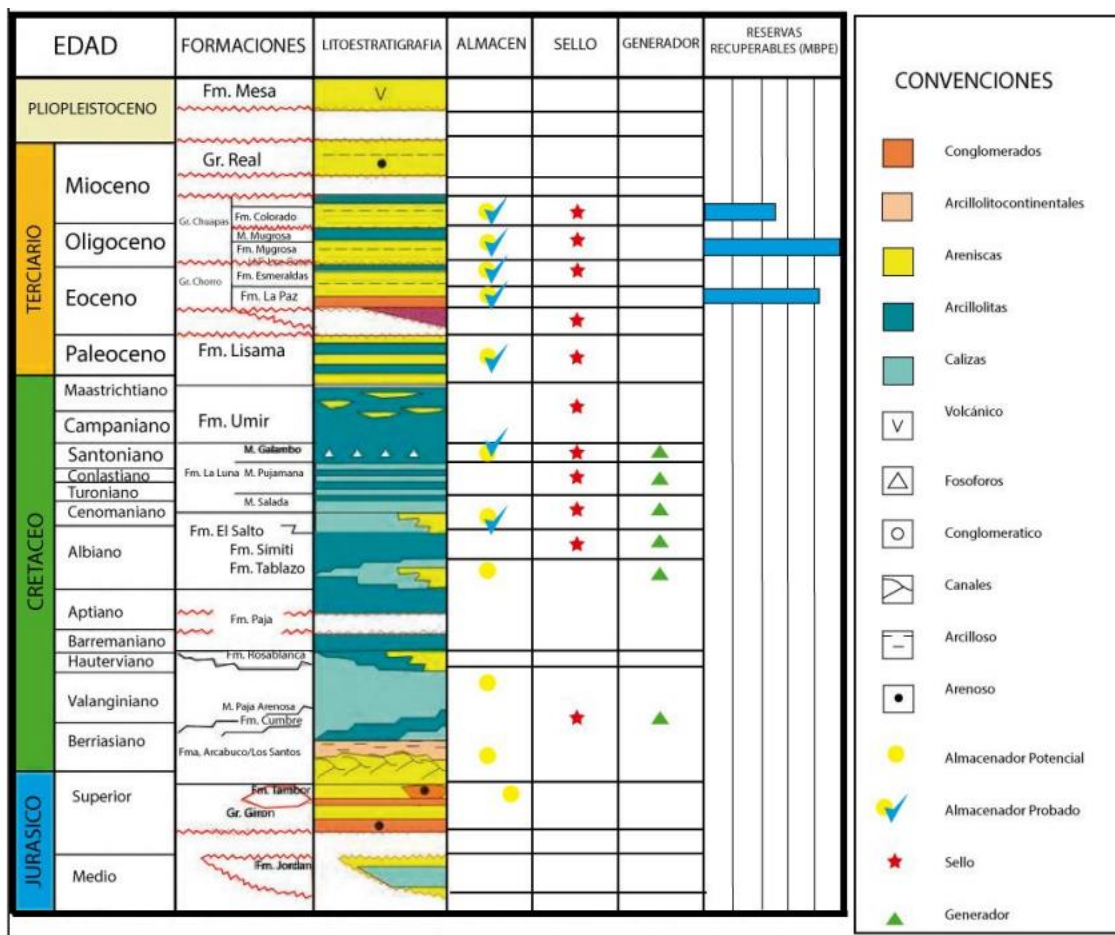 EDAD
FORMACIONES
LITOESTRATIGRAFIA
ALMACEN
SELLO
GENERADOR
RESERVAS
RECUPERABLES (MBPE)
PLIOPLEISTOCENO
Fm. Mesa
V
TERCIARIO
Mioceno
Gr. Real
Gr. Chuapas
Fm. Colorado
Oligoceno
M. Mugrosa
Fm. Mygrosa
Eoceno
Gr. Chorro
Fm. Esmeraldas
Fm. La Paz
Paleoceno
Fm. Lisama
CRETACEO
Maastrichtiano
Campaniano
Fm. Umir
Santoniano
M. Galambo
Conlastiano
Fm. La Luna M. Pujamana
Turoniano
Cenomaniano
M. Salada
Albiano
Fm. El Salto
Fm. Simiti
Fm. Tablazo
Aptiano
Fm. Paja
Barremaniano
Hauterviano
Fm. Rosablanca
Valanginiano
M. Paja Arenosa
Fm. Cumbre
Berriasiano
Fma, Arcabuco/Los Santos
JURASICO
Superior
Fm. Tambor
Gr. Giron
Medio
Fm. Jordan
CONVENCIONES
Conglomerados
Arcillolitocontinentales
Areniscas
Arcillolitas
Calizas
V
Volcánico
Fosoforos
Conglomeratico
Canales
Arcilloso
Arenoso
Almacenador Potencial
Almacenador Probado
Sello
Generador